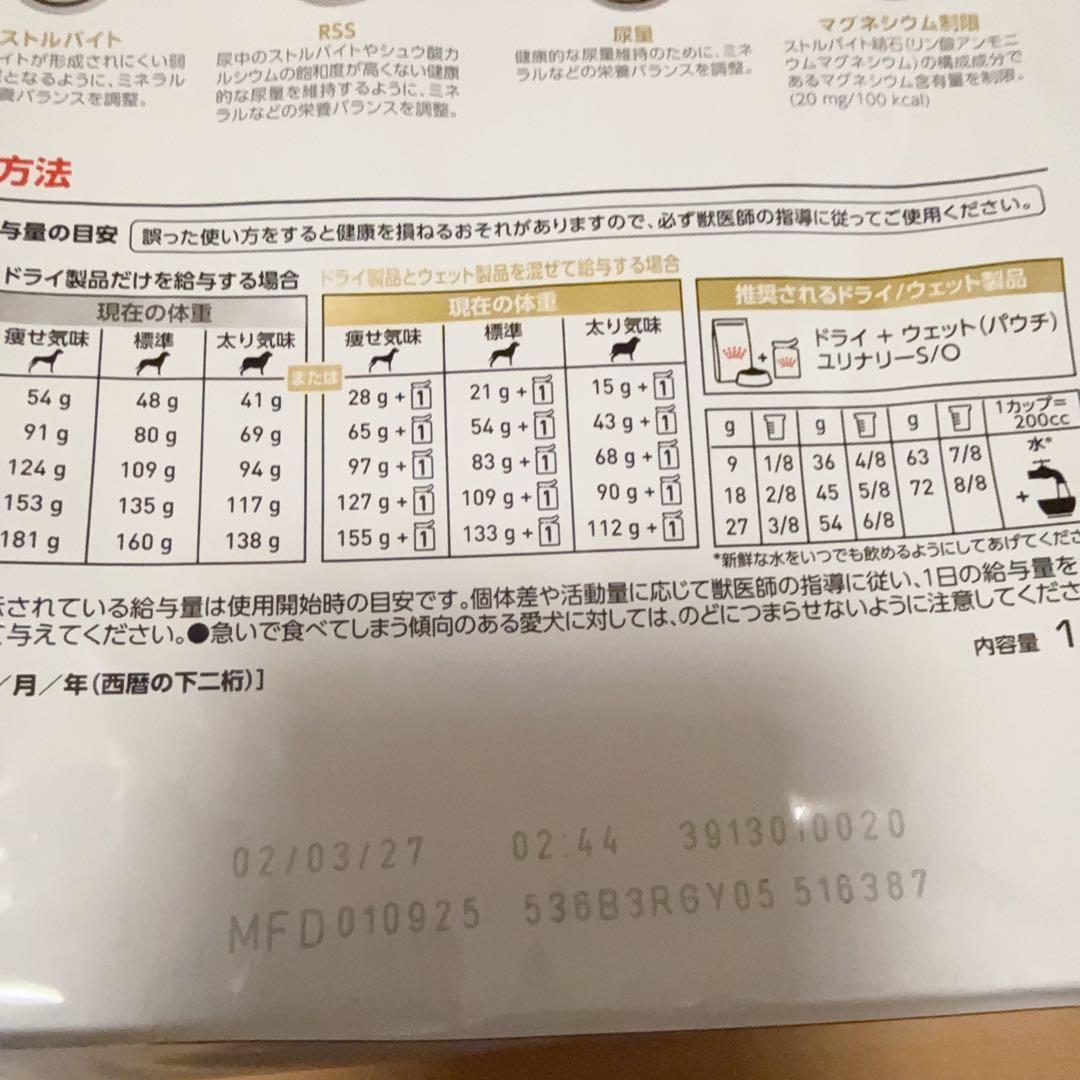 ストルバイト
イトが形成されにくい弱
となるように、ミネラル
養バランスを調整。
RSS
尿中のストルバイトやシュウ酸カ
ルシウムの飽和度が高くない健康
的な尿量を維持するように、ミネ
ラルなどの栄養バランスを調整。
尿量
健康的な尿量維持のために、ミネ
ラルなどの栄養バランスを調整。
マグネシウム制限
ストルバイト結石(リン酸アンモニ
ウムマグネシウム)の構成成分で
あるマグネシウム含有量を制限。
(20 mg/100 kcal)
方法
与量の目安 誤った使い方をすると健康を損ねるおそれがありますので、必ず獣医師の指導に従ってご使用ください。
ドライ製品だけを給与する場合
現在の体重
痩せ気味 標準 太り気味
54 g 48 g 41 g
91 g 80 g 69 g
124 g 109 g 94 g
153 g 135 g 117 g
181 g 160 g 138 g
または
ドライ製品とウェット製品を混ぜて給与する場合
現在の体重
痩せ気味 標準 太り気味
28 g + 1 21 g + 1 15 g + 1
65 g + 1 54 g + 1 43 g + 1
97 g + 1 83 g + 1 68 g + 1
127 g + 1 109 g + 1 90 g + 1
155 g + 1 133 g + 1 112 g + 1
推奨されるドライ/ウェット製品
ドライ + ウェット(パウチ)
ユリナリーS/O
+
g g g 1カップ=
200cc
9 1/8 36 4/8 63 7/8 水*
18 2/8 45 5/8 72 8/8 +
27 3/8 54 6/8
*新鮮な水をいつでも飲めるようにしてあげてくださ
されている給与量は使用開始時の目安です。個体差や活動量に応じて獣医師の指導に従い、1日の給与量を
与えてください。●急いで食べてしまう傾向のある愛犬に対しては、のどにつまらせないように注意してくださ
内容量 1
/月/年(西暦の下二桁)]
02/03/27 02:44 3913010020
MFD010925 536B3RGY05 516387